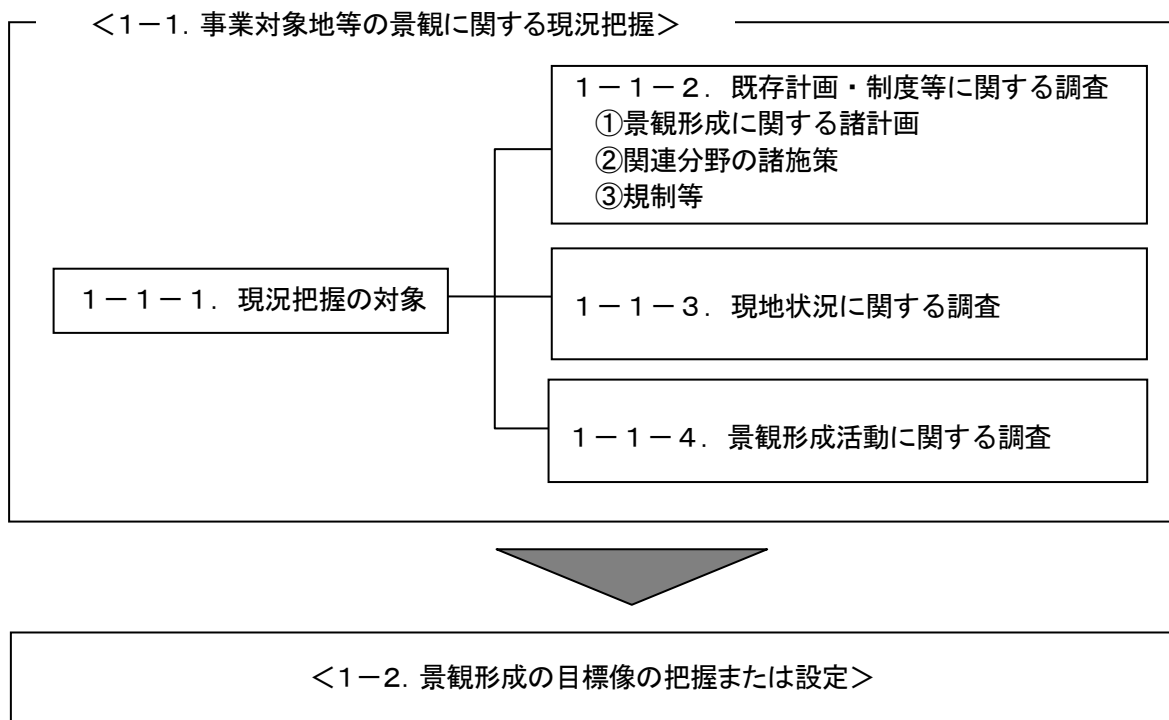 ＜１－１．事業対象地等の景観に関する現況把握＞
１－１－２．既存計画・制度等に関する調査
①景観形成に関する諸計画
②関連分野の諸施策
③規制等
１－１－１．現況把握の対象
１－１－３．現地状況に関する調査
１－１－４．景観形成活動に関する調査
＜１－２．景観形成の目標像の把握または設定＞